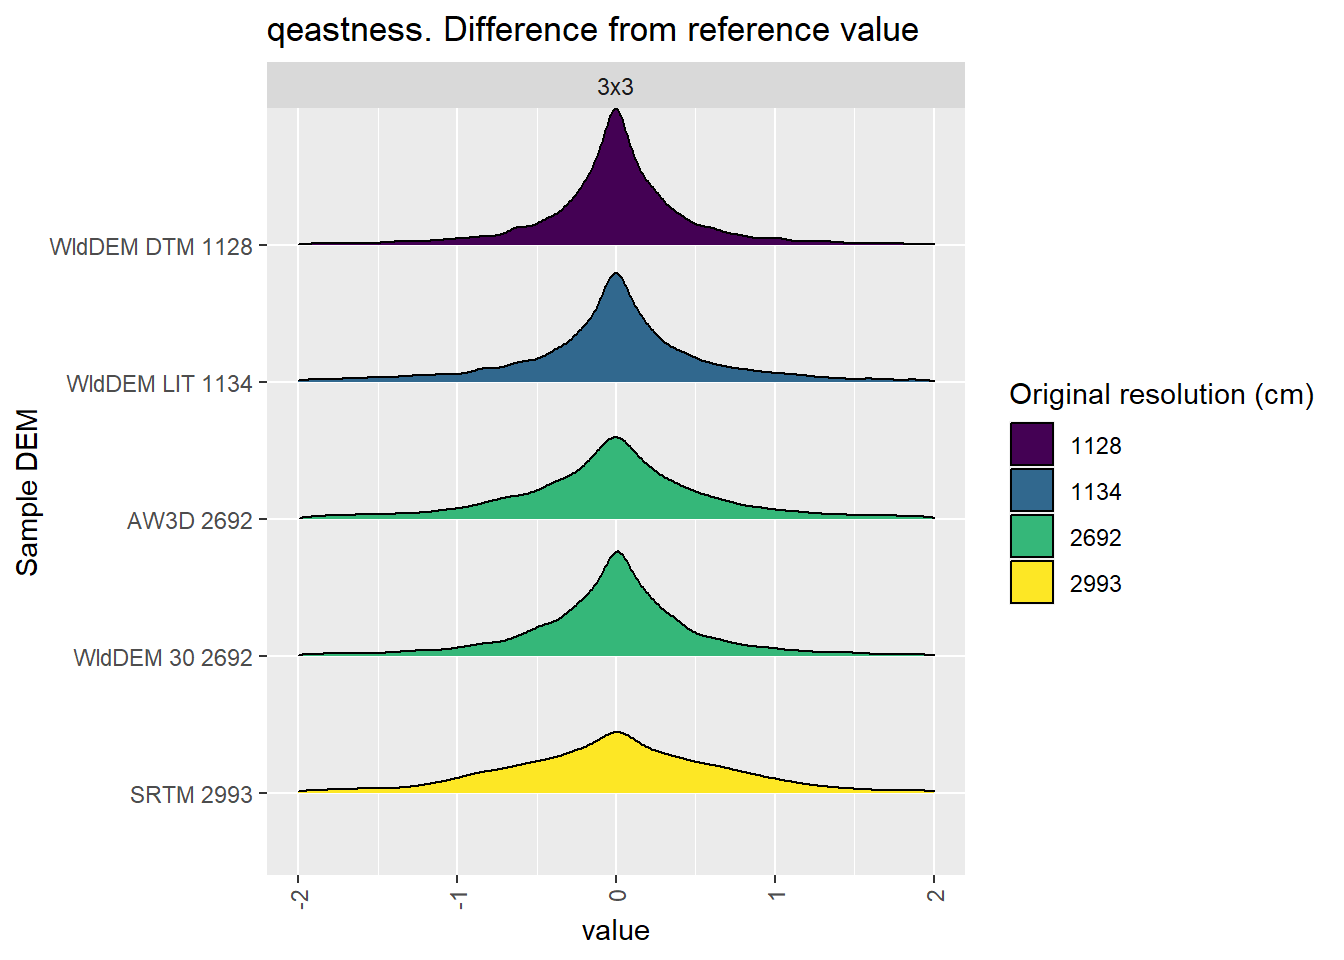 qeastness. Difference from reference value
3x3
WldDEM DTM 1128
WldDEM LIT 1134
AW3D 2692
WldDEM 30 2692
SRTM 2993
Sample DEM
-2
-1
0
1
2
value
Original resolution (cm)
1128
1134
2692
2993